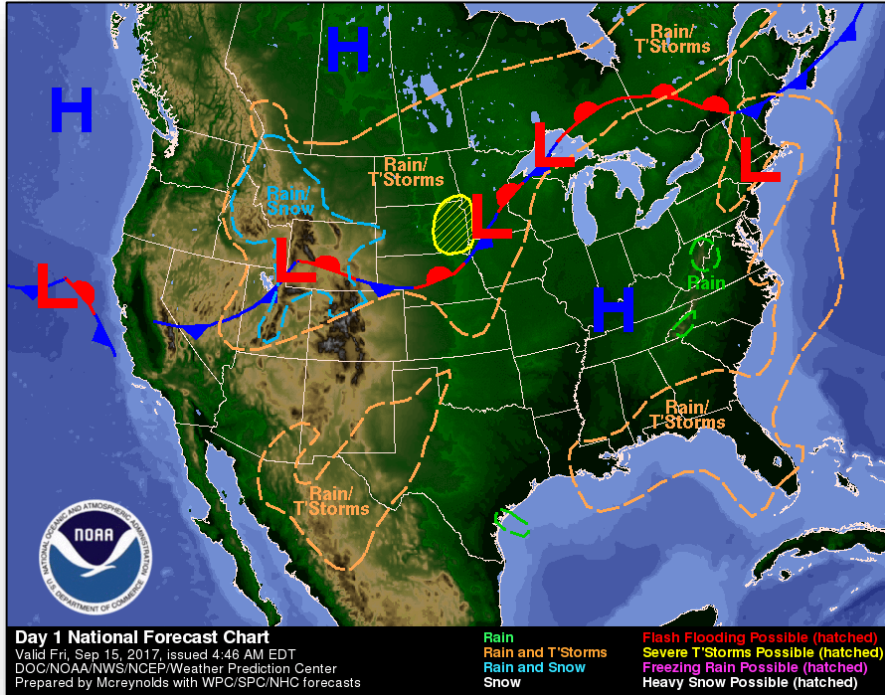 Rain/
T'Storms
H
H
Rain/
Snow
Rain/
T'Storms
L
L
L
L
L
Rain
H
Rain/
T'Storms
Rain/
T'Storms
NATIONAL OCEANIC AND ATMOSPHERIC ADMINISTRATION
NOAA
U.S. DEPARTMENT OF COMMERCE
Day 1 National Forecast Chart
Valid Fri, Sep 15, 2017, issued 4:46 AM EDT
DOC/NOAA/NWS/NCEP/Weather Prediction Center
Prepared by Mcreynolds with WPC/SPC/NHC forecasts
Rain
Rain and T'Storms
Rain and Snow
Snow
Flash Flooding Possible (hatched)
Severe T'Storms Possible (hatched)
Freezing Rain Possible (hatched)
Heavy Snow Possible (hatched)